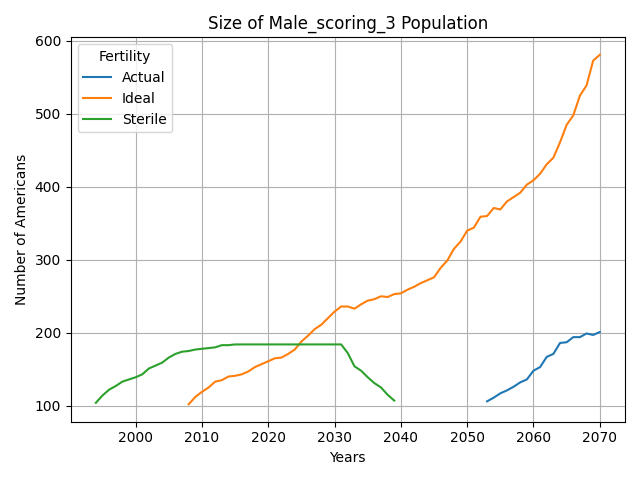 Size of Male_scoring_3 Population
Fertility
Actual
Ideal
Sterile
Number of Americans
600
500
400
300
200
100
2000 2010 2020 2030 2040 2050 2060 2070
Years